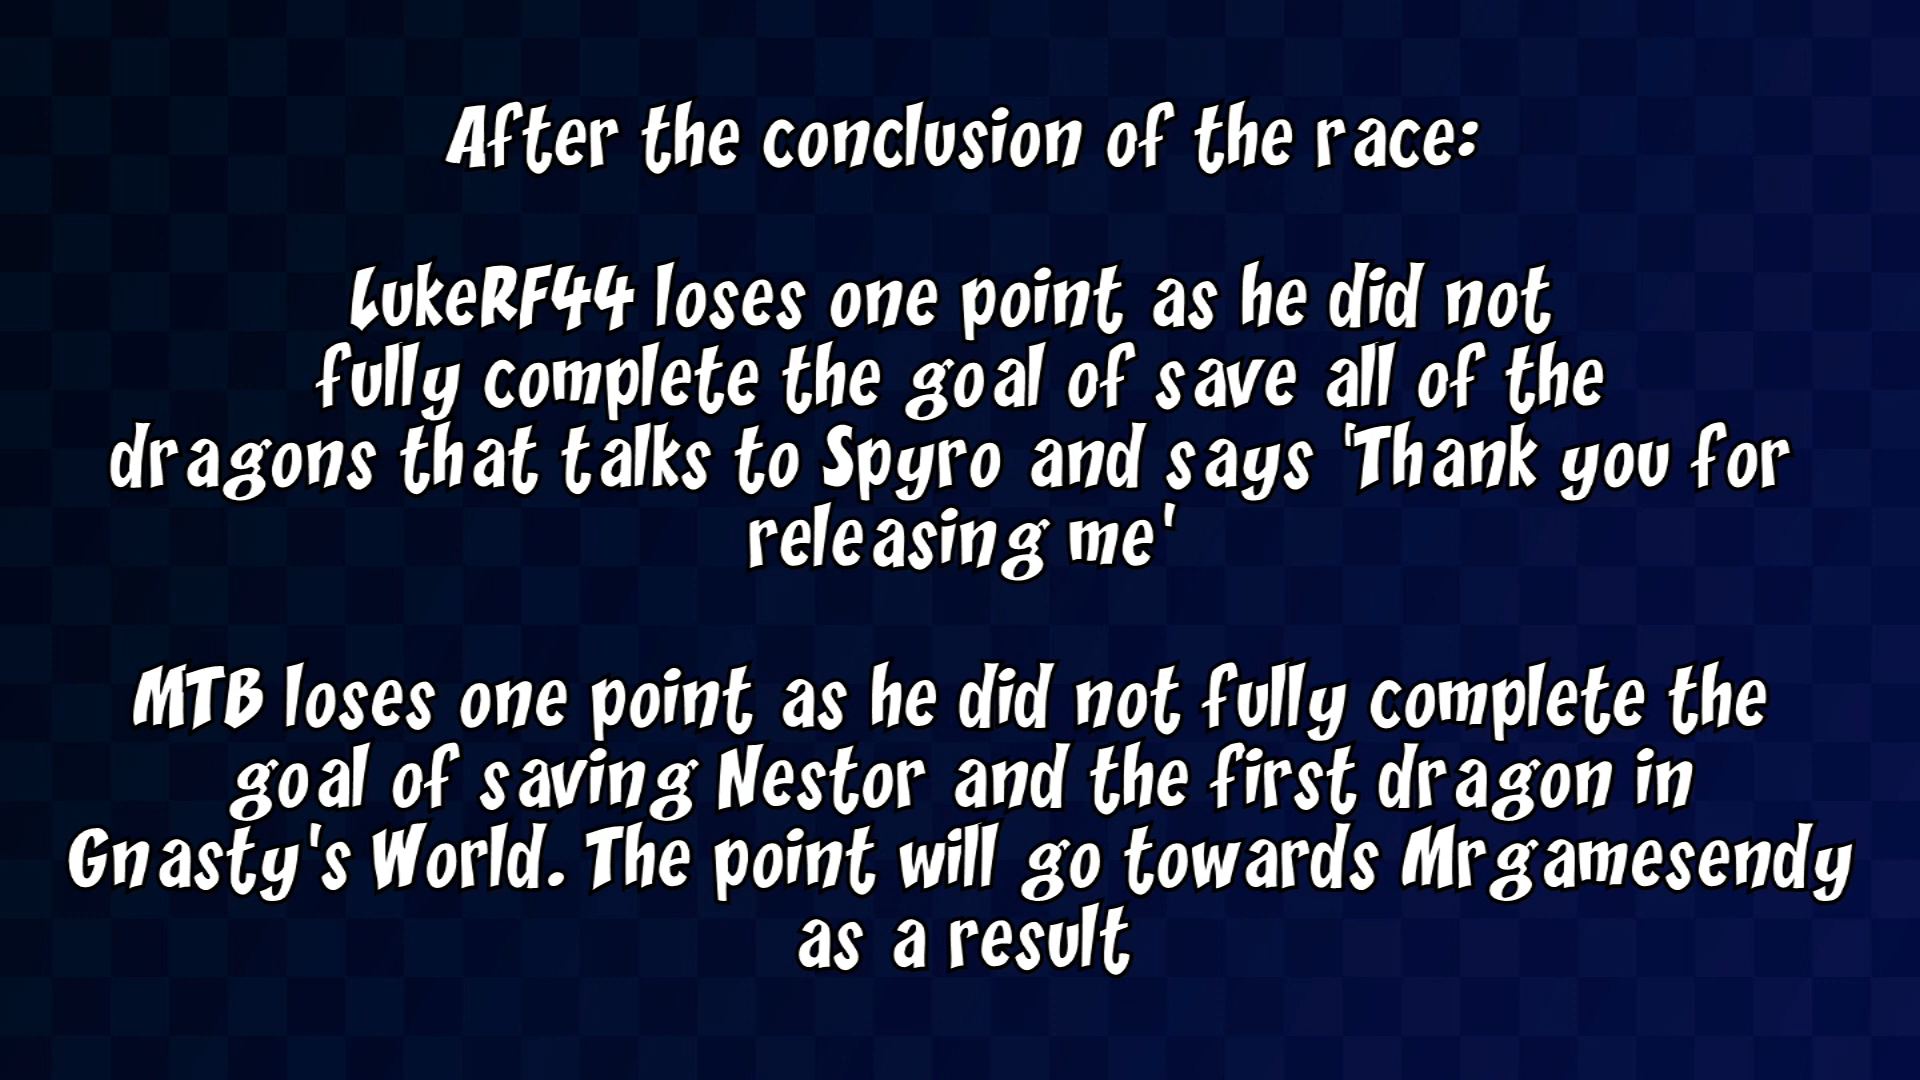 After the conclusion of the race:
LukeRF44 loses one point as he did not
fully complete the goal of save all of the
dragons that talks to Spyro and says 'Thank you for
releasing me'
MTB loses one point as he did not fully complete the
goal of saving Nestor and the first dragon in
Gnasty's World. The point will go towards Mrgamesendy
as a result